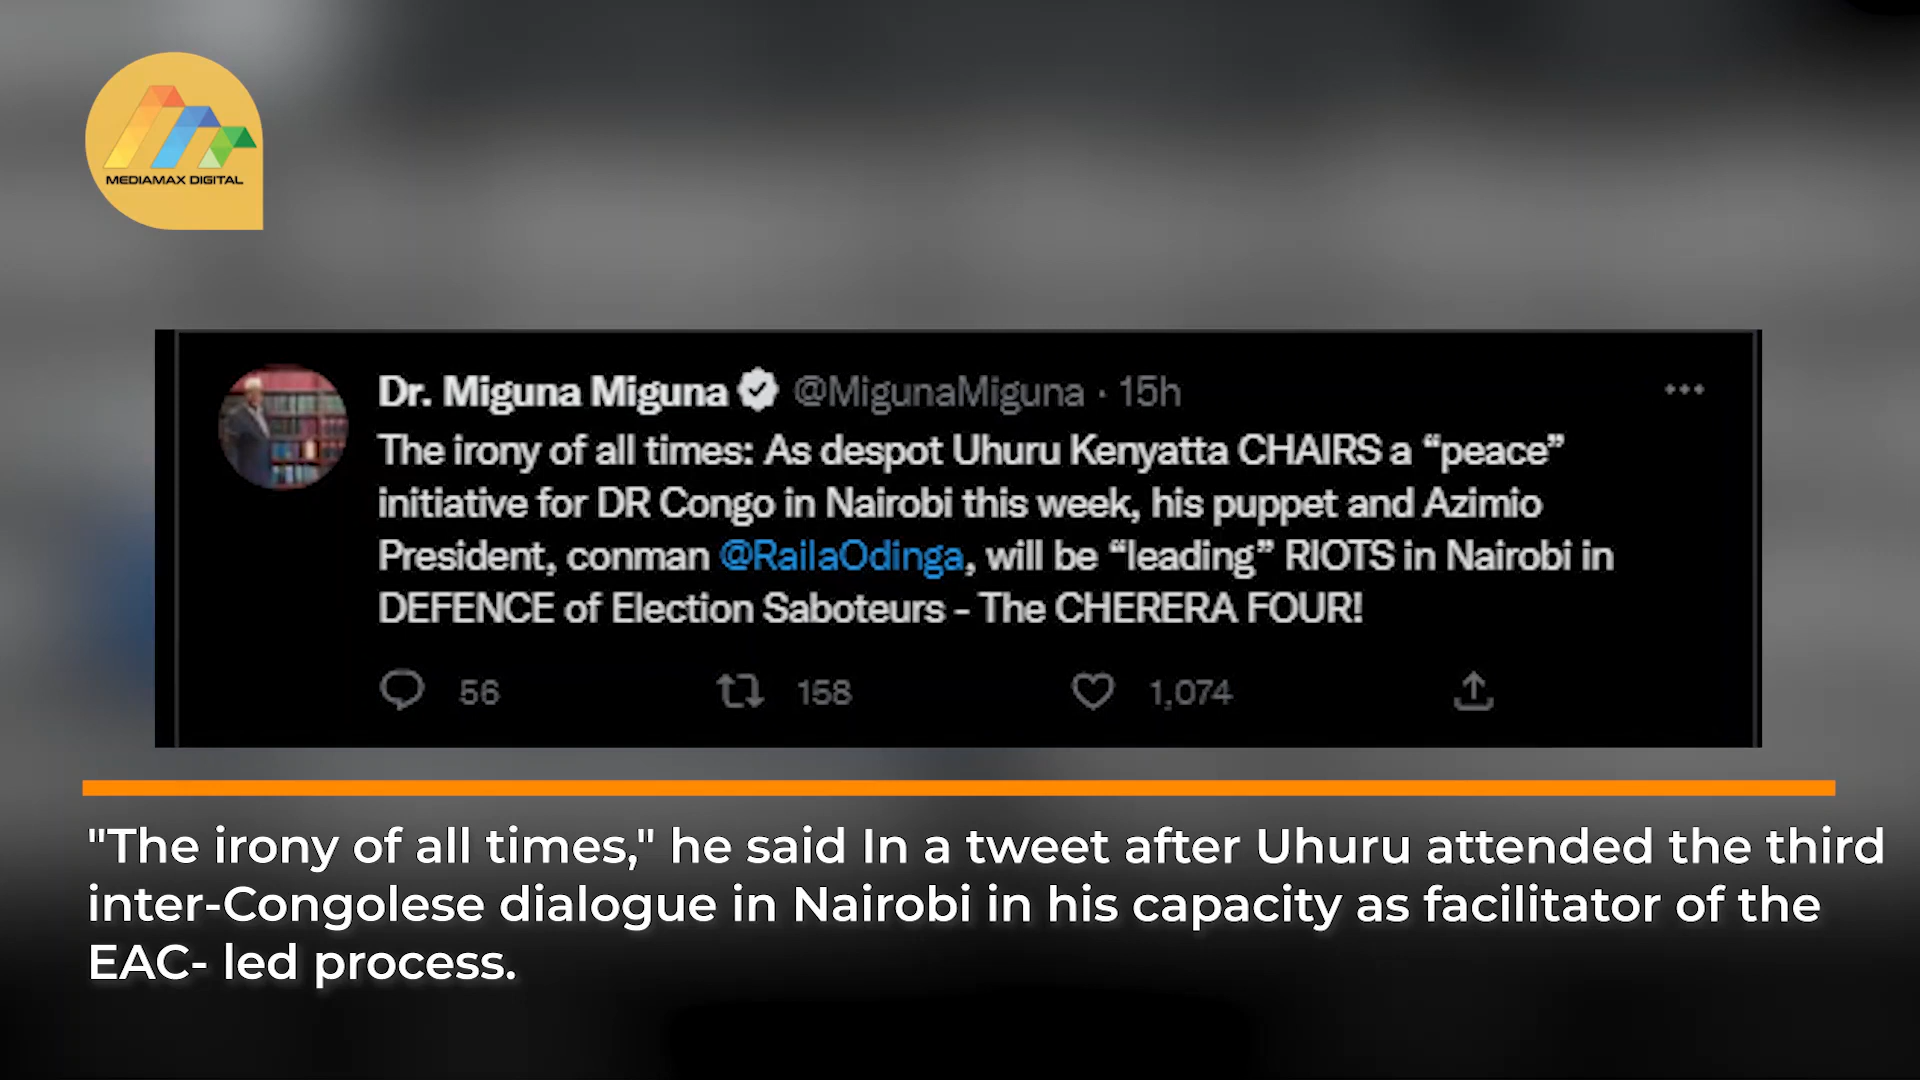 MEDIAMAX DIGITAL
Dr. Miguna Miguna @MigunaMiguna · 15h
The irony of all times: As despot Uhuru Kenyatta CHAIRS a “peace”
initiative for DR Congo in Nairobi this week, his puppet and Azimio
President, conman @RailaOdinga, will be “leading” RIOTS in Nairobi in
DEFENCE of Election Saboteurs - The CHERERA FOUR!
56 158 1,074
"The irony of all times," he said In a tweet after Uhuru attended the third
inter-Congolese dialogue in Nairobi in his capacity as facilitator of the
EAC- led process.